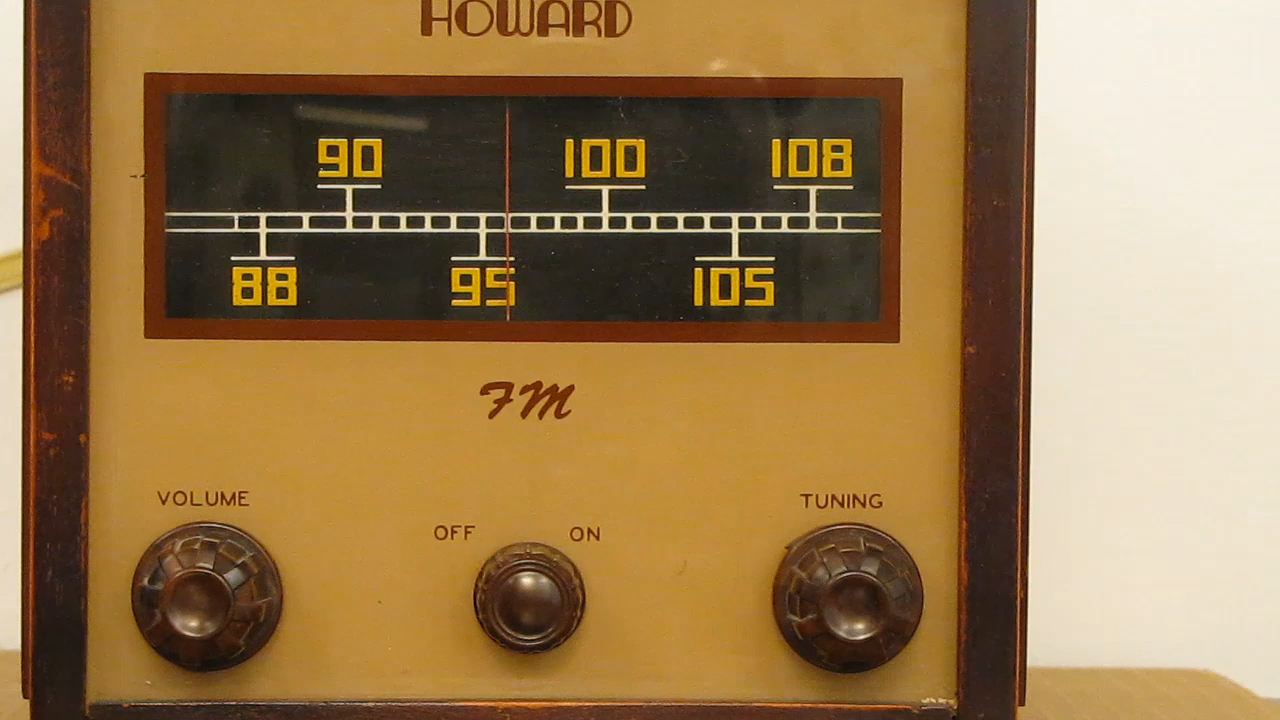 HOWARD
90 100 108
88 95 105
FM
VOLUME OFF ON TUNING